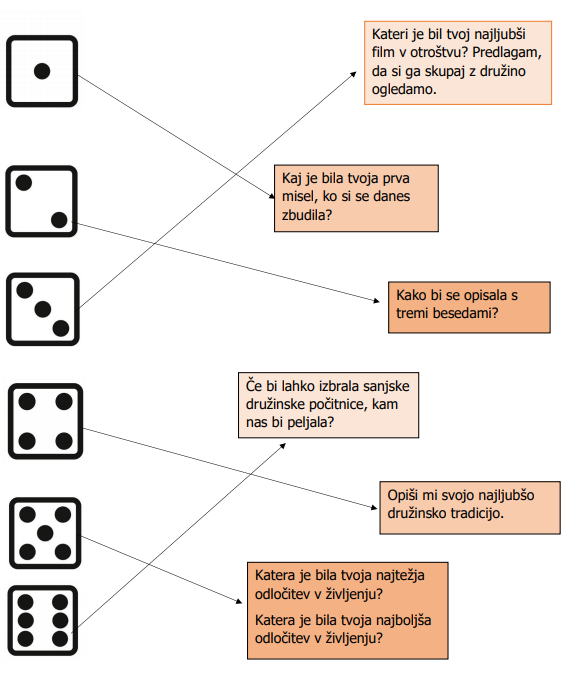 Kateri je bil tvoj najljubši
film v otroštvu? Predlagam,
da si ga skupaj z družino
ogledamo.
Kaj je bila tvoja prva
misel, ko si se danes
zbudila?
Kako bi se opisala s
tremi besedami?
Če bi lahko izbrala sanjske
družinske počitnice, kam
nas bi peljala?
Opiši mi svojo najljubšo
družinsko tradicijo.
Katera je bila tvoja najtežja
odločitev v življenju?
Katera je bila tvoja najboljša
odločitev v življenju?